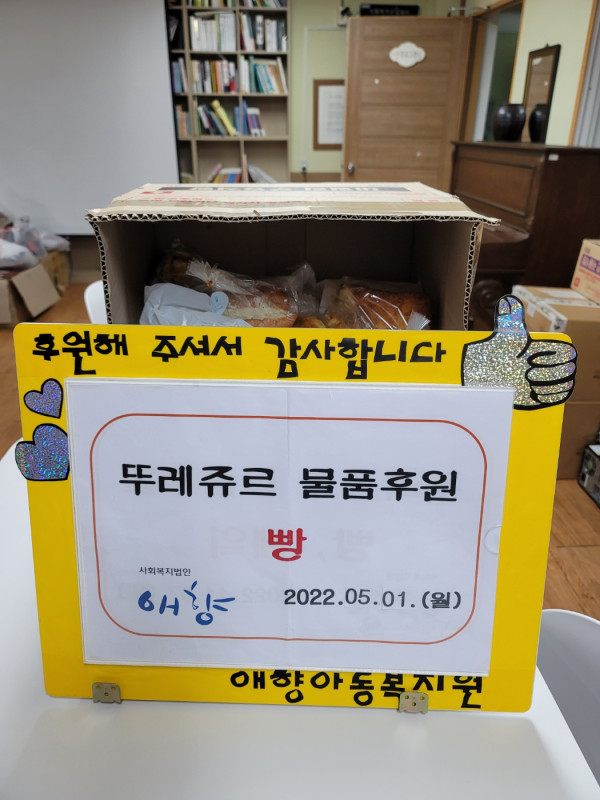 후원해 주셔서 감사합니다
뚜레쥬르 물품후원
빵
사회복지법인
애향
2022.05.01.(월)
애향아동복지원